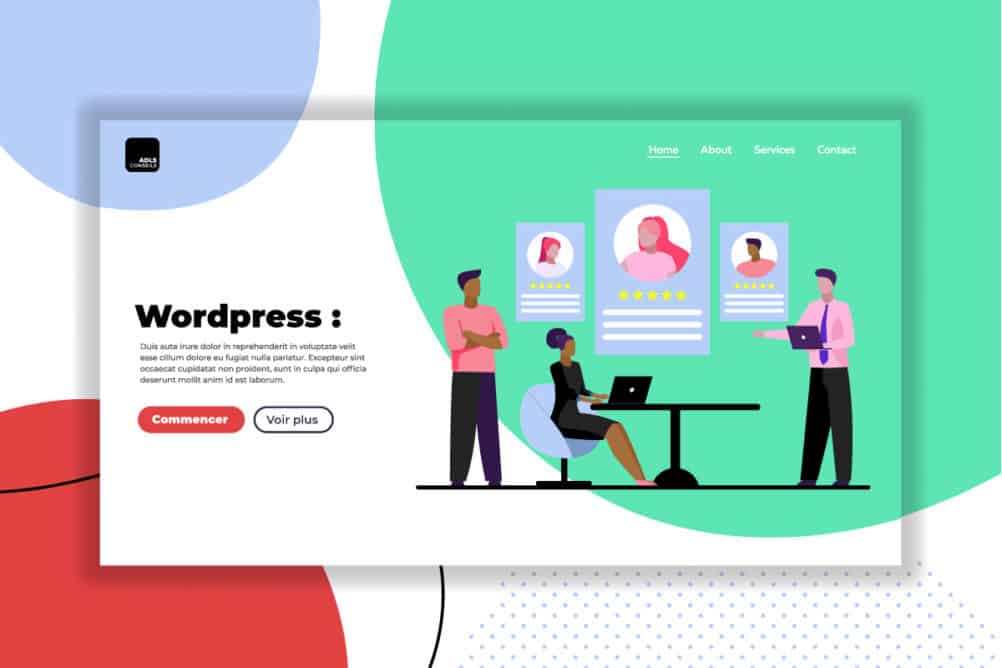 ADLS
CONSEILS
Home About Services Contact
Wordpress :
Duis aute irure dolor in reprehenderit in voluptate velit
esse cillum dolore eu fugiat nulla pariatur. Excepteur sint
occaecat cupidatat non proident, sunt in culpa qui officia
deserunt mollit anim id est laborum.
Commencer Voir plus